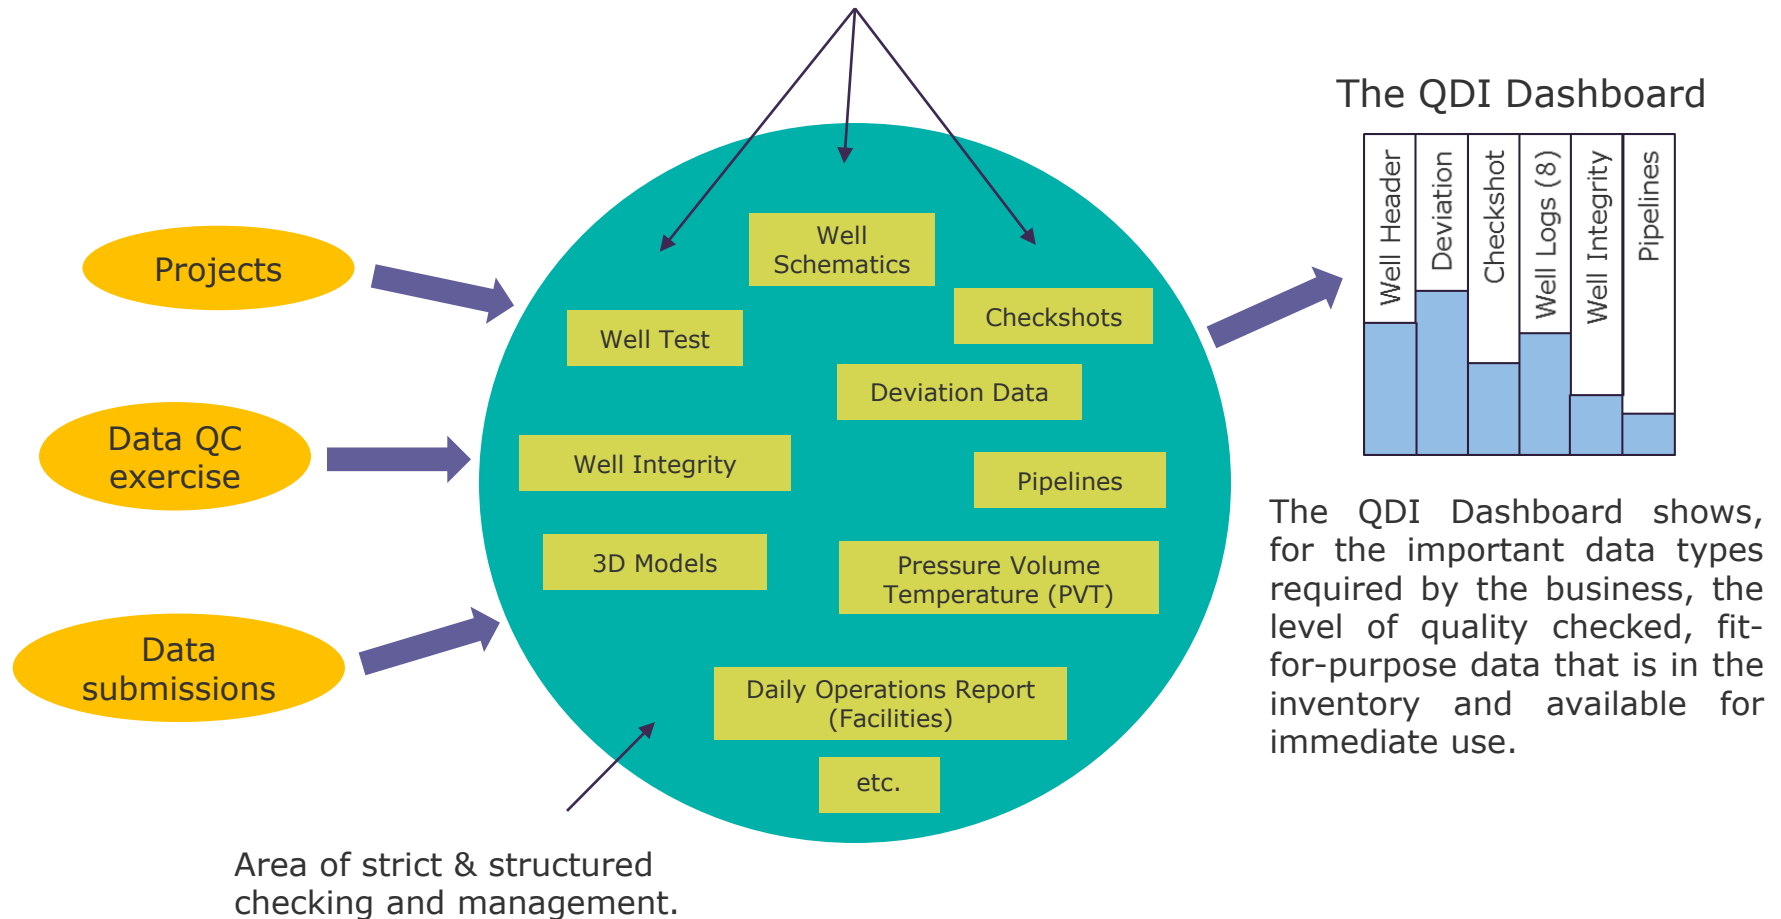 The QDI Dashboard
Well Header
Deviation
Checkshot
Well Logs (8)
Well Integrity
Pipelines
Projects
Data QC
exercise
Data
submissions
Well
Schematics
Checkshots
Well Test
Deviation Data
Well Integrity
Pipelines
3D Models
Pressure Volume
Temperature (PVT)
Daily Operations Report
(Facilities)
etc.
The QDI Dashboard shows,
for the important data types
required by the business, the
level of quality checked, fit-
for-purpose data that is in the
inventory and available for
immediate use.
Area of strict & structured
checking and management.